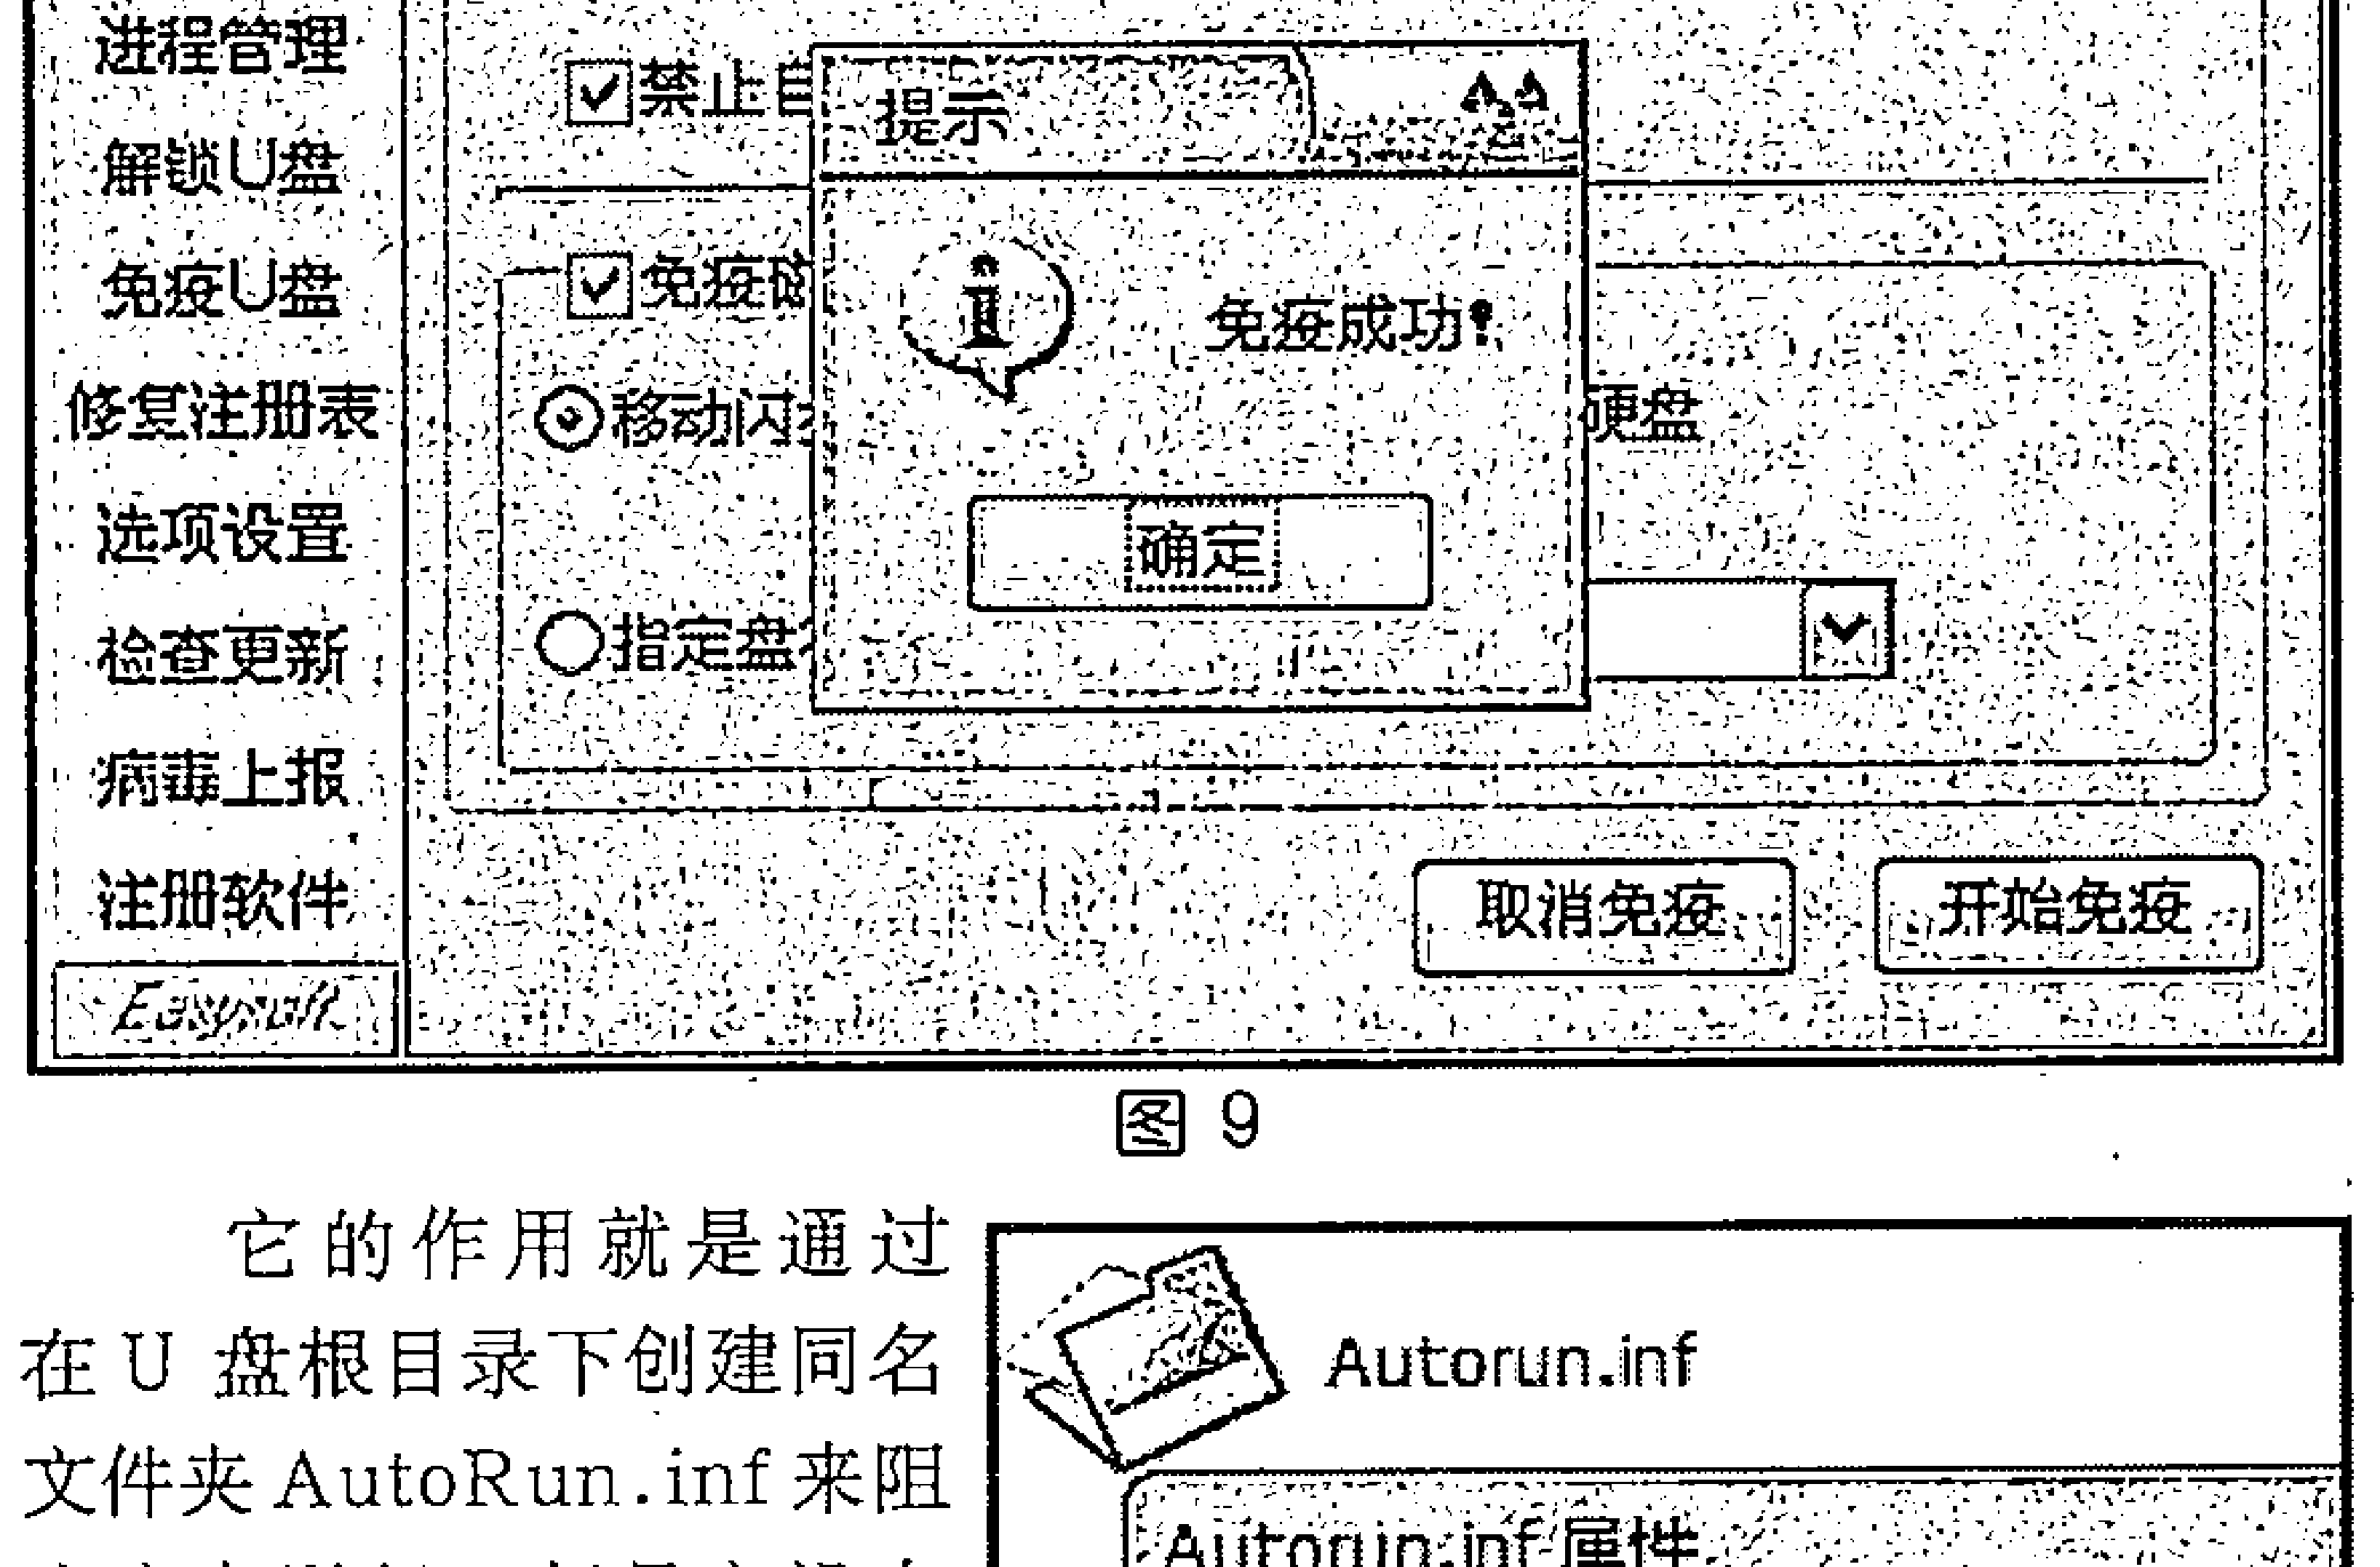 进程管理
解锁U盘
免疫U盘
修复注册表
选项设置
检查更新
病毒上报
注册软件
Easysoft
禁止
提示
免疫
免疫成功!
移动闪
硬盘
确定
指定盘
取消免疫
开始免疫
图 9
它的作用就是通过
在 U 盘根目录下创建同名
文件夹 AutoRun.inf 来阻
Autorun.inf
Autorun.inf 属性